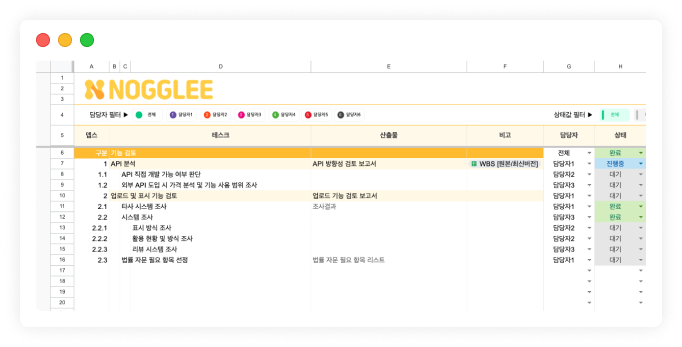 A B C D E F G H
1
2 NOGGLEE
3
4 담당자 필터 ▶ 전체 담당자1 담당자2 담당자3 담당자4 담당자5 담당자6 상태값 필터 ▶ 전체
5 뎁스 테스크 산출물 비고 담당자 상태
6 구분 기능 검토 전체 완료
7 1 API 분석 API 방향성 검토 보고서 WBS [원본/최신버전] 담당자1 진행중
8 1.1 API 직접 개발 가능 여부 판단 담당자2 대기
9 1.2 외부 API 도입 시 가격 분석 및 기능 사용 범위 조사 담당자3 대기
10 2 업로드 및 표시 기능 검토 업로드 기능 검토 보고서 담당자1 대기
11 2.1 타사 시스템 조사 조사결과 담당자1 완료
12 2.2 시스템 조사 담당자3 완료
13 2.2.1 표시 방식 조사 담당자2 대기
14 2.2.2 활용 현황 및 방식 조사 담당자2 대기
15 2.2.3 리뷰 시스템 조사 담당자3 대기
16 2.3 법률 자문 필요 항목 선정 법률 자문 필요 항목 리스트 담당자1 대기
17
18
19
20